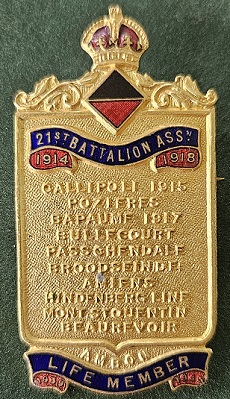 21ST BATTALION ASSN
1914 1918
GALLIPOLI 1915
POZIERES
BAPAUME 1917
BULLECOURT
PASSCHENDALE
BROODSEINDE
AMIENS
HINDENBERG LINE
MONT ST QUENTIN
BEAUREVOIR
AMBON
LIFE MEMBER